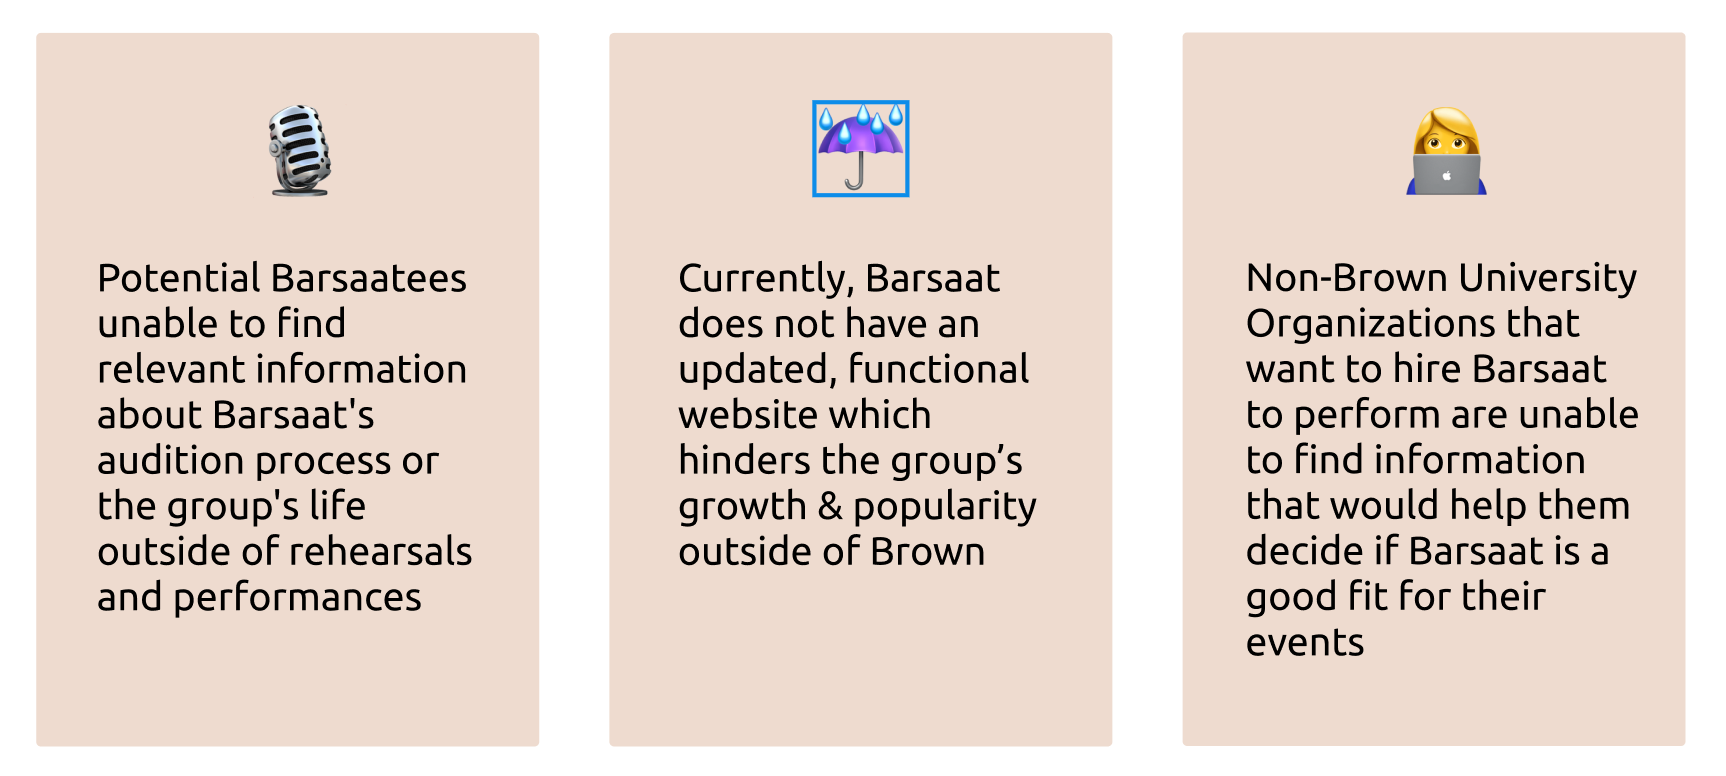 Potential Barsaatees
unable to find
relevant information
about Barsaat's
audition process or
the group's life
outside of rehearsals
and performances
Currently, Barsaat
does not have an
updated, functional
website which
hinders the group’s
growth & popularity
outside of Brown
Non-Brown University
Organizations that
want to hire Barsaat
to perform are unable
to find information
that would help them
decide if Barsaat is a
good fit for their
events